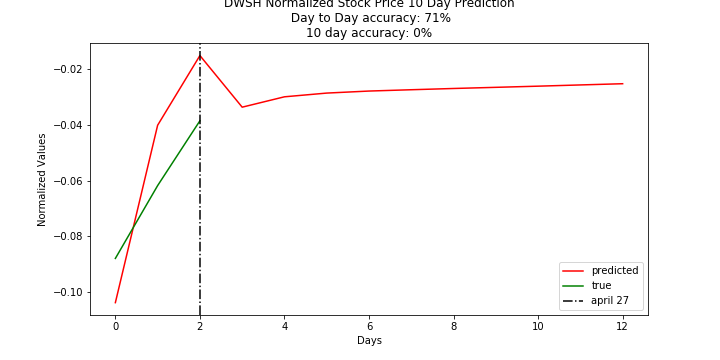 DWSH Normalized Stock Price 10 Day Prediction
Day to Day accuracy: 71%
10 day accuracy: 0%
Normalized Values
−0.02
−0.04
−0.06
−0.08
−0.10
predicted
true
april 27
0 2 4 6 8 10 12
Days